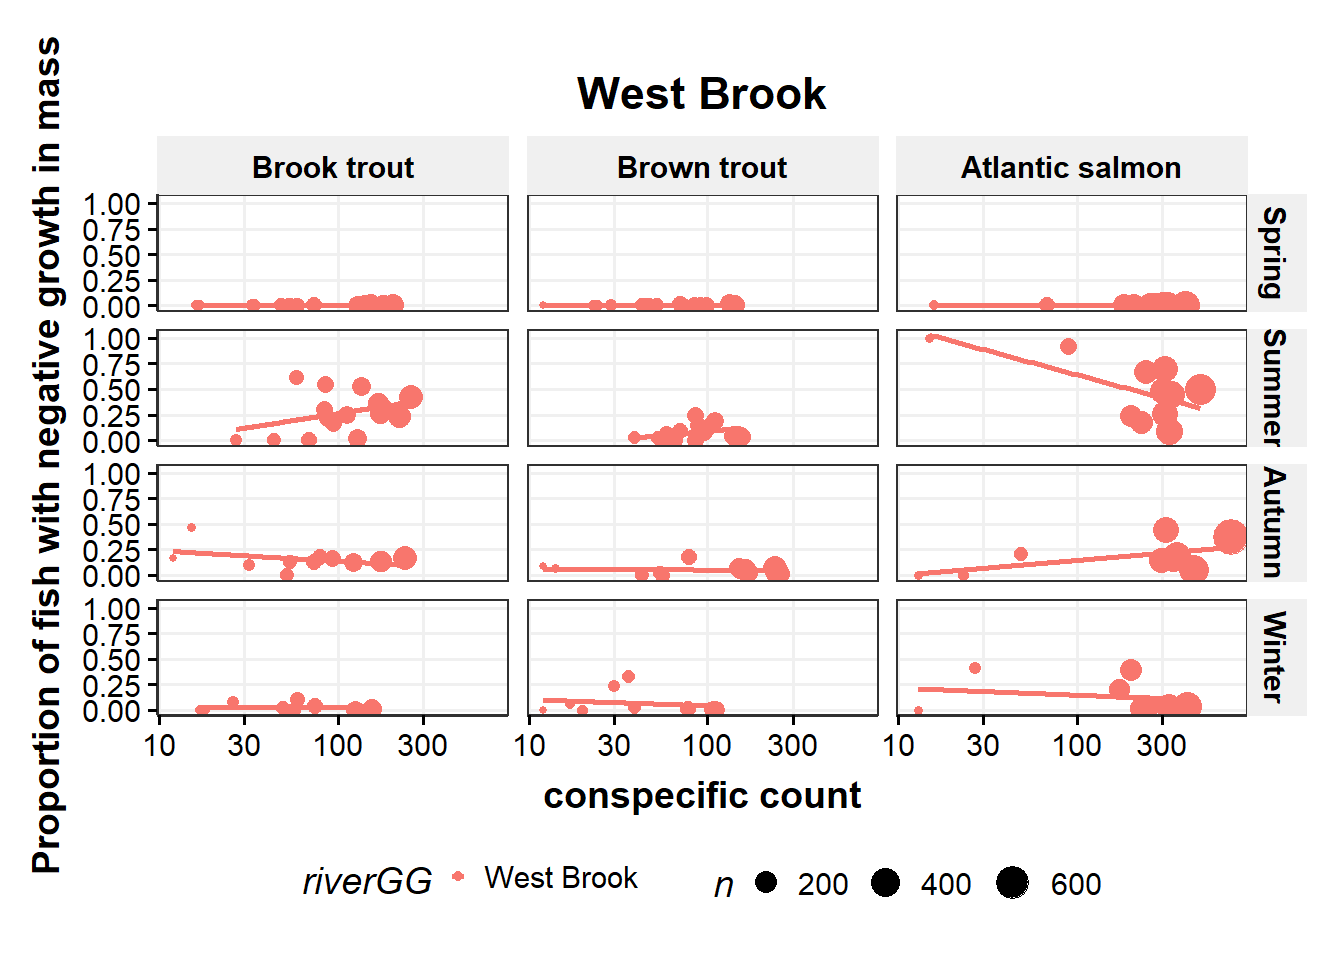 West Brook
Brook trout Brown trout Atlantic salmon
Proportion of fish with negative growth in mass
1.00
0.75
0.50
0.25
0.00
Spring
1.00
0.75
0.50
0.25
0.00
Summer
1.00
0.75
0.50
0.25
0.00
Autumn
1.00
0.75
0.50
0.25
0.00
Winter
10 30 100 300 10 30 100 300 10 30 100 300
conspecific count
riverGG West Brook n 200 400 600